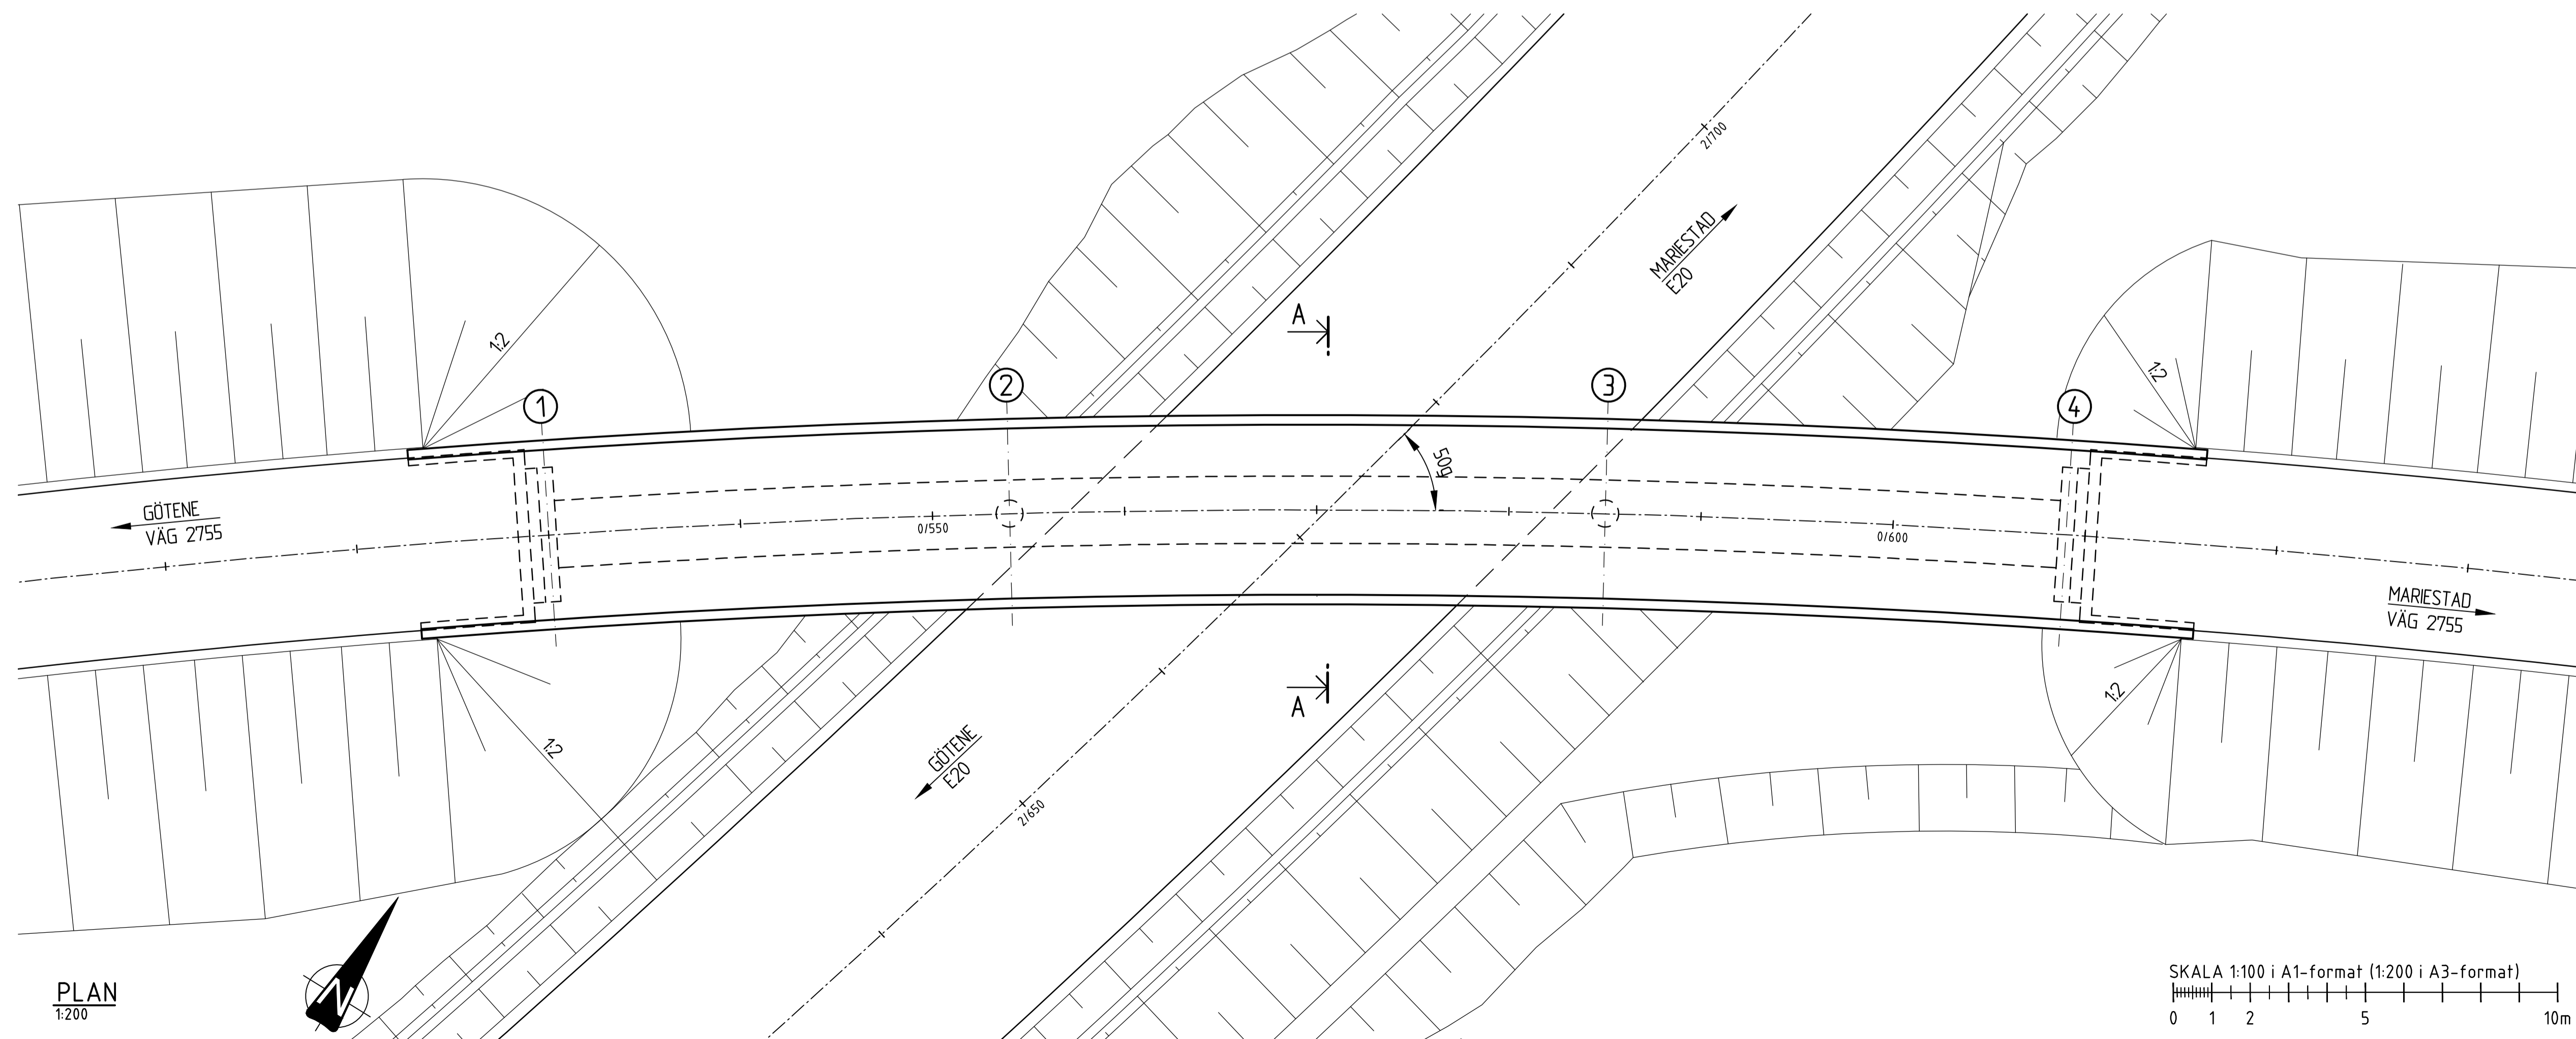 2/700
MARIESTAD
E20
A
1:2
1:2
1
2
3
4
50g
GÖTENE
VÄG 2755
0/550
0/600
MARIESTAD
VÄG 2755
1:2
1:2
A
GÖTENE
E20
2/650
N
PLAN
1:200
SKALA 1:100 i A1-format (1:200 i A3-format)
0 1 2 5 10m